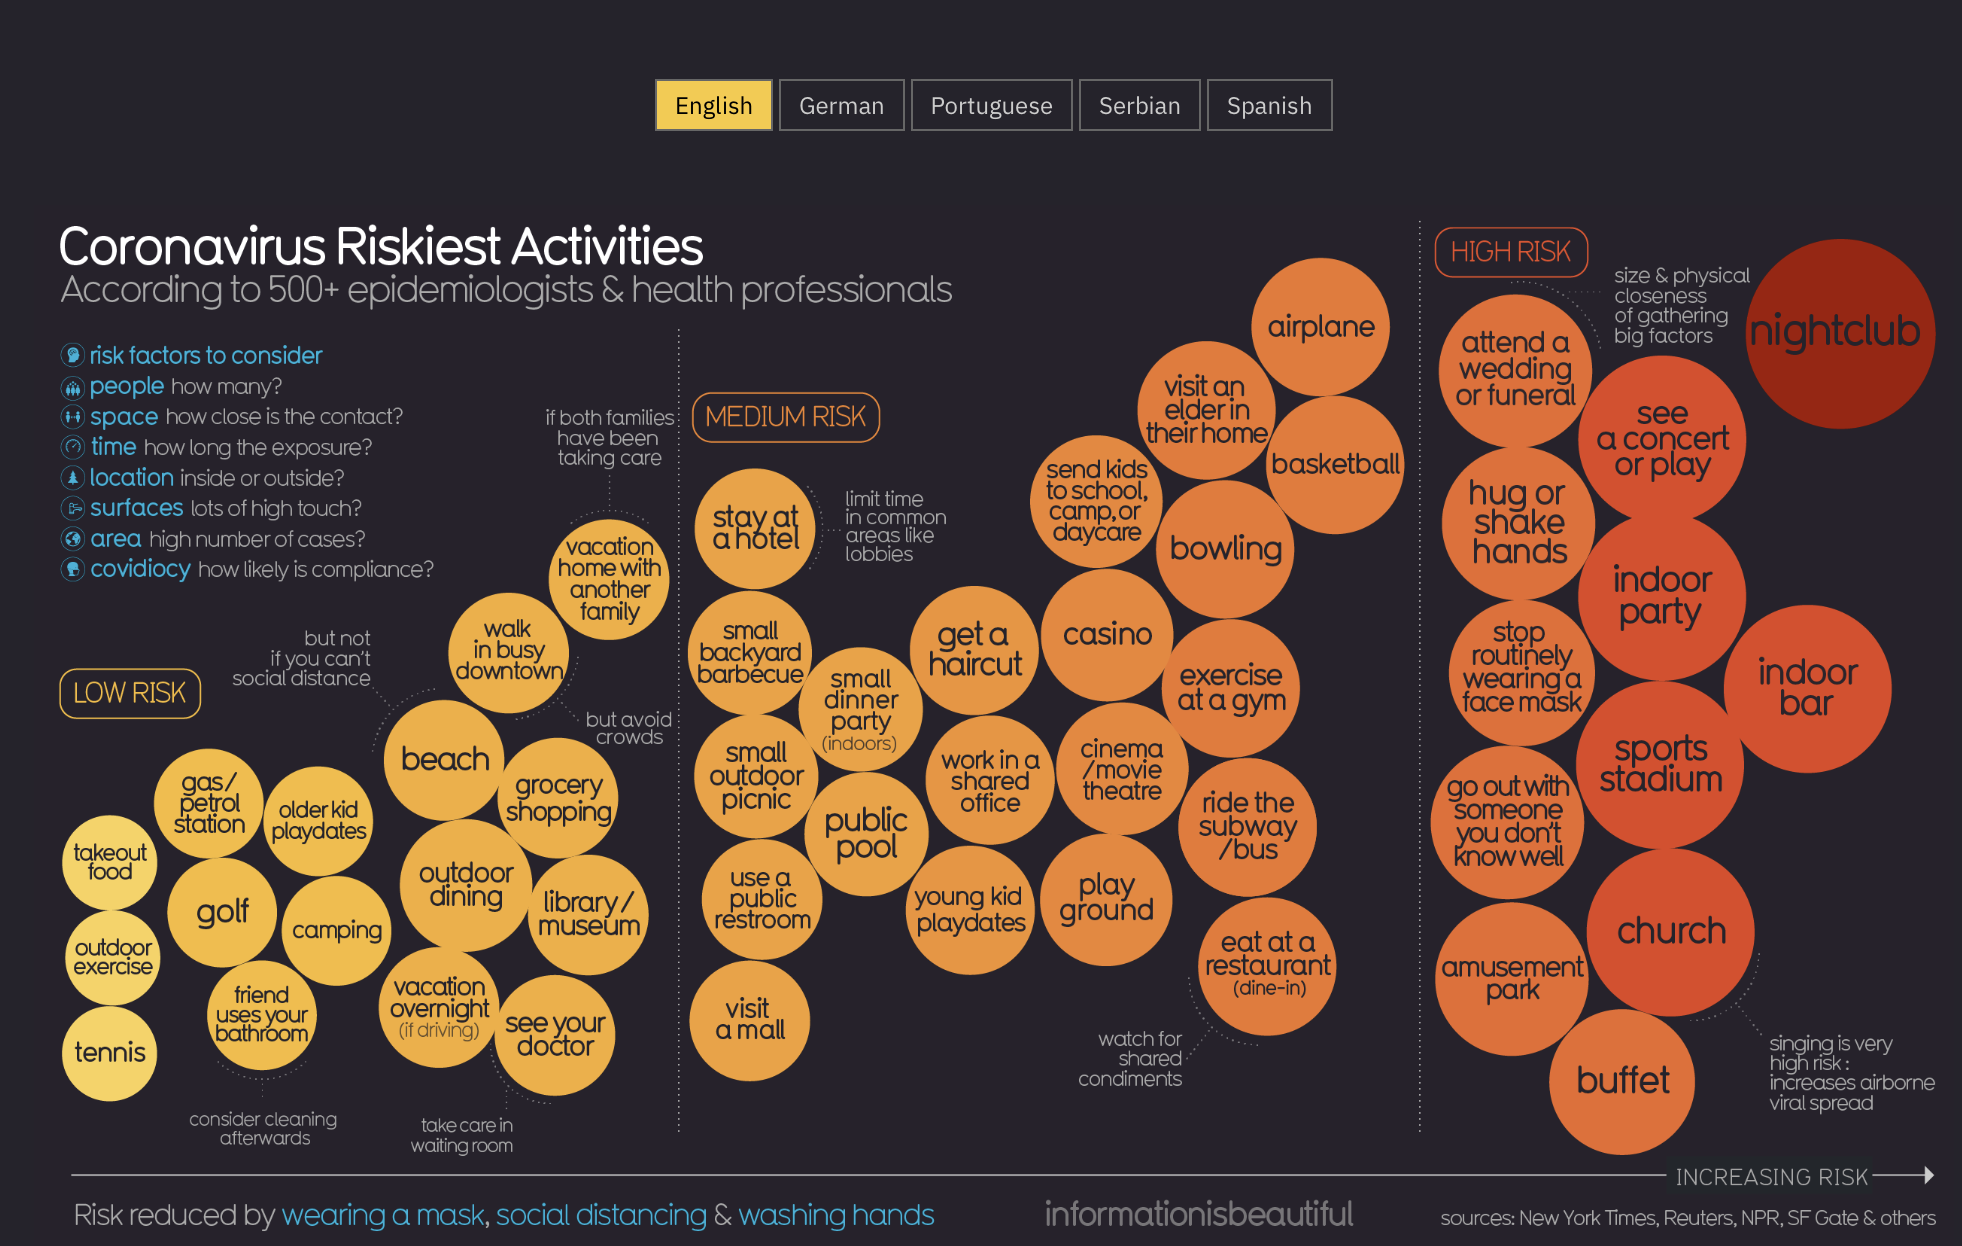 English
German
Portuguese
Serbian
Spanish
Coronavirus Riskiest Activities
According to 500+ epidemiologists & health professionals
risk factors to consider
people how many?
space how close is the contact?
time how long the exposure?
location inside or outside?
surfaces lots of high touch?
area high number of cases?
covidiocy how likely is compliance?
LOW RISK
takeout
food
outdoor
exercise
tennis
gas/
petrol
station
older kid
playdates
golf
camping
friend
uses your
bathroom
consider cleaning
afterwards
but not
if you can't
social distance
beach
walk
in busy
downtown
but avoid
crowds
if both families
have been
taking care
vacation
home with
another
family
grocery
shopping
outdoor
dining
library/
museum
vacation
overnight
(if driving)
see your
doctor
take care in
waiting room
MEDIUM RISK
stay at
a hotel
limit time
in common
areas like
lobbies
small
backyard
barbecue
small
dinner
party
(indoors)
small
outdoor
picnic
public
pool
use a
public
restroom
visit
a mall
get a
haircut
work in a
shared
office
young kid
playdates
send kids
to school,
camp, or
daycare
casino
cinema
/movie
theatre
play
ground
airplane
visit an
elder in
their home
basketball
bowling
exercise
at a gym
ride the
subway
/bus
eat at a
restaurant
(dine-in)
watch for
shared
condiments
HIGH RISK
size & physical
closeness
of gathering
big factors
nightclub
attend a
wedding
or funeral
see
a concert
or play
hug or
shake
hands
indoor
party
stop
routinely
wearing a
face mask
indoor
bar
sports
stadium
go out with
someone
you don't
know well
church
amusement
park
buffet
singing is very
high risk :
increases airborne
viral spread
INCREASING RISK
Risk reduced by wearing a mask, social distancing & washing hands
informationisbeautiful
sources: New York Times, Reuters, NPR, SF Gate & others